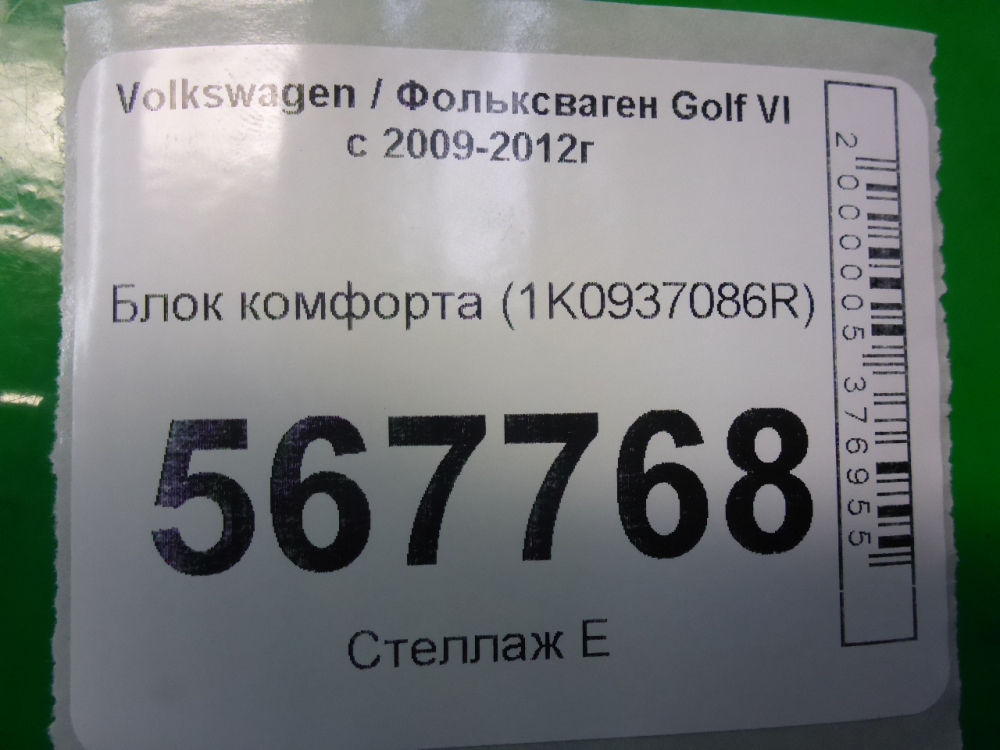 Volkswagen / Фольксваген Golf VI
с 2009-2012г
Блок комфорта (1K0937086R)
567768
Стеллаж Е
2000005376955